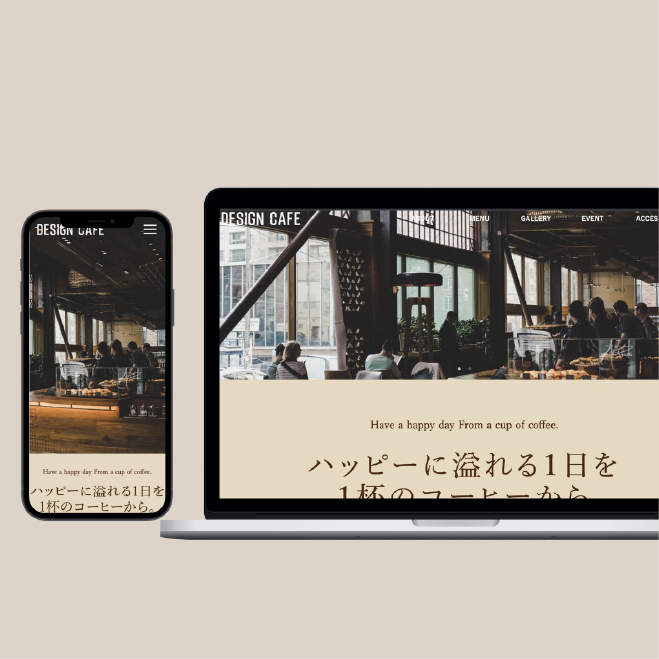 DESIGN CAFE
Have a happy day From a cup of coffee.
ハッピーに溢れる1日を
1杯のコーヒーから。
DESIGN CAFE
MENU
GALLERY
EVENT
Have a happy day From a cup of coffee.
ハッピーに溢れる1日を
1杯のコーヒーから